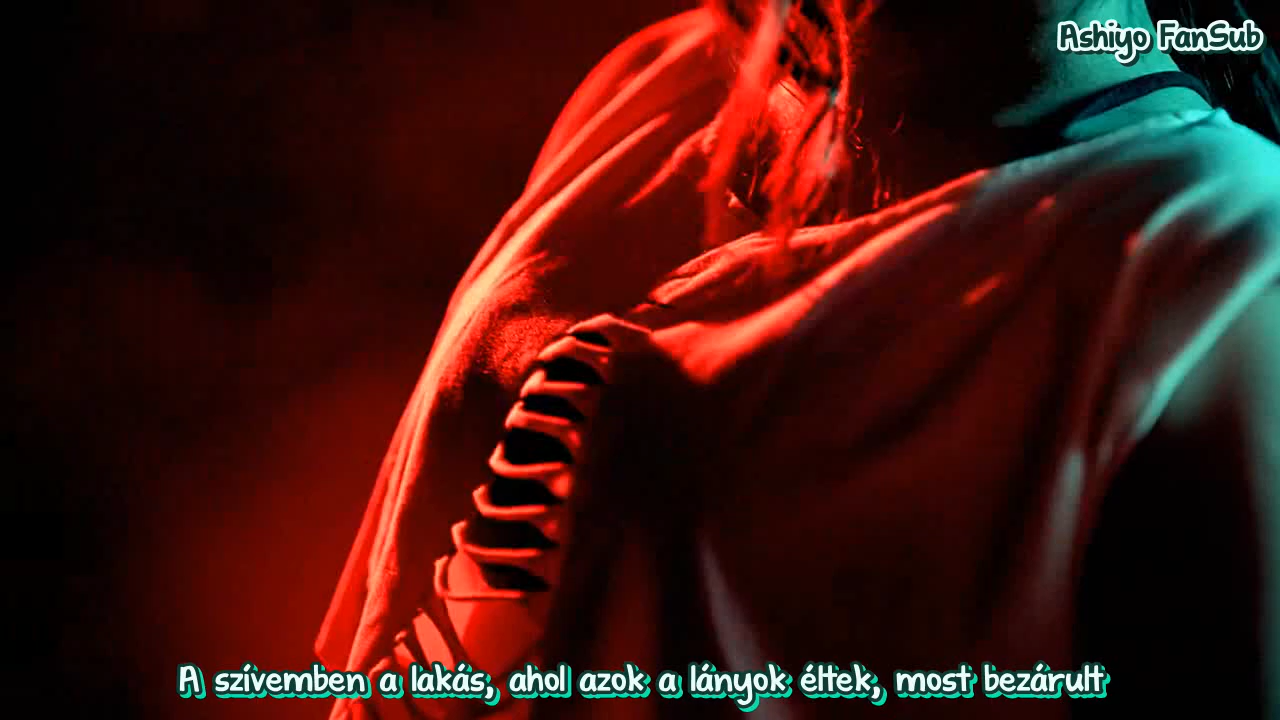 Ashiyo FanSub
A szívemben a lakás, ahol azok a lányok éltek, most bezárult